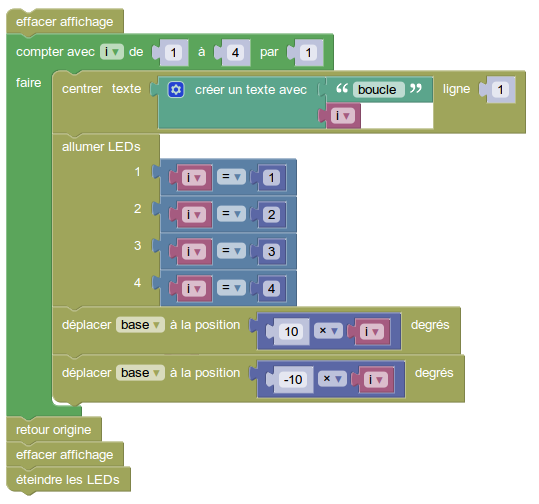 effacer affichage
compter avec i ▾ de 1 à 4 par 1
faire
centrer texte créer un texte avec “ boucle ” ligne 1
i ▾
allumer LEDs
1 i ▾ = ▾ 1
2 i ▾ = ▾ 2
3 i ▾ = ▾ 3
4 i ▾ = ▾ 4
déplacer base ▾ à la position 10 × ▾ i ▾ degrés
déplacer base ▾ à la position -10 × ▾ i ▾ degrés
retour origine
effacer affichage
éteindre les LEDs